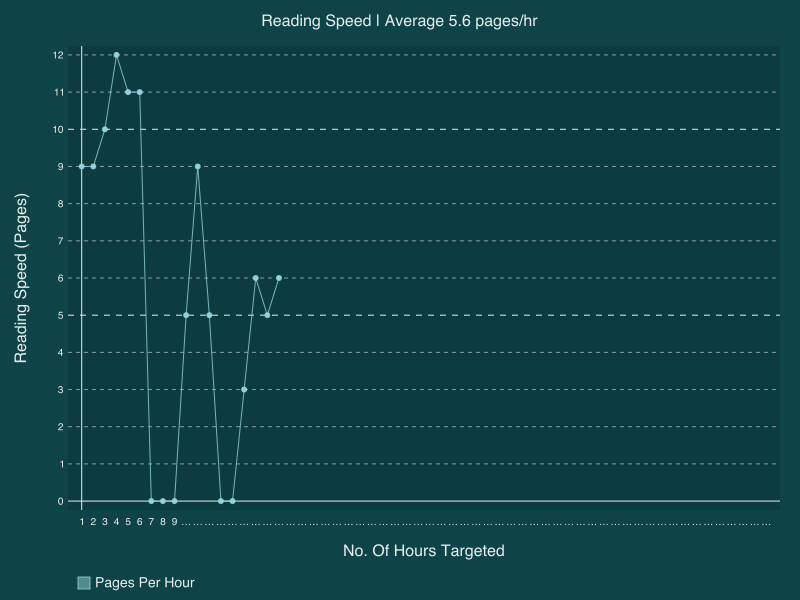 Reading Speed | Average 5.6 pages/hr
12
11
10
9
8
7
6
5
4
3
2
1
0
Reading Speed (Pages)
1 2 3 4 5 6 7 8 9 ... ... ... ... ... ... ... ... ... ... ... ... ... ... ... ... ... ... ... ... ... ... ... ... ... ... ... ... ... ... ... ... ... ... ... ... ... ... ... ... ... ... ... ... ... ... ... ... ... ... ...
No. Of Hours Targeted
Pages Per Hour